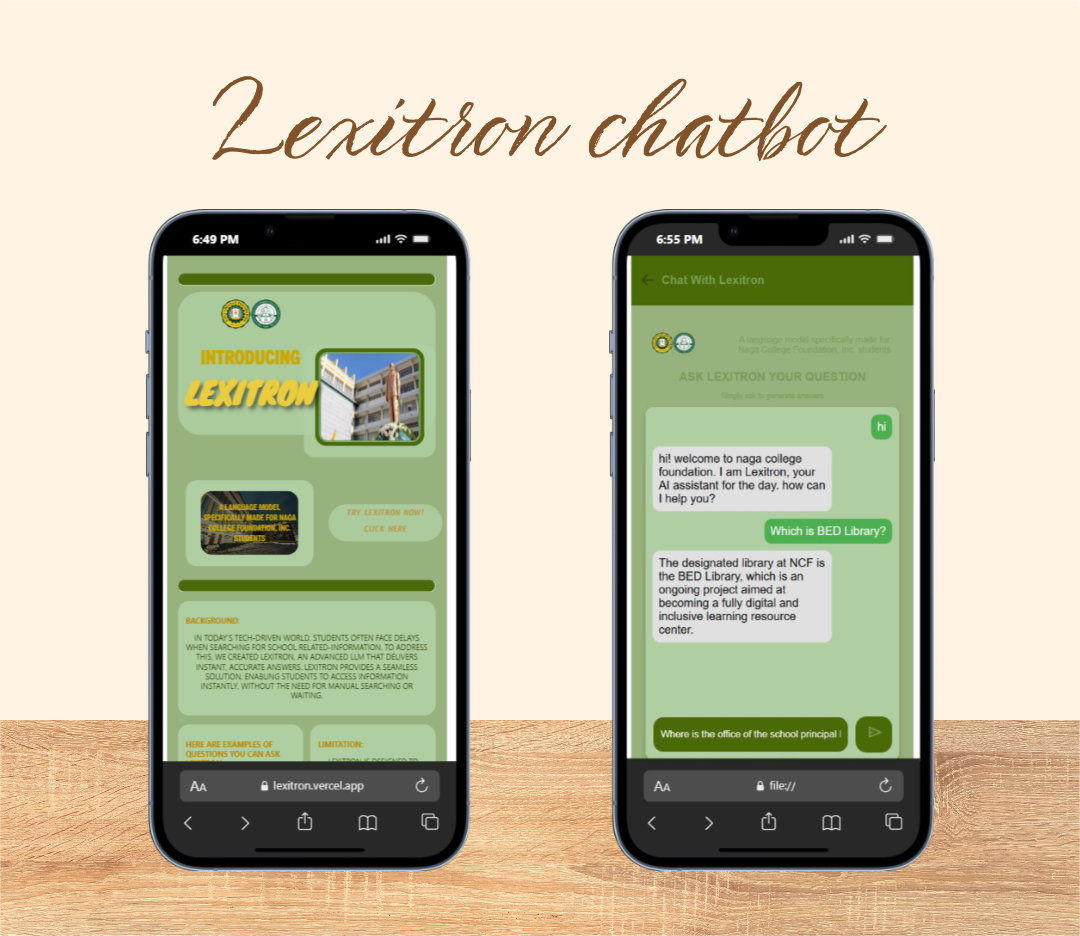 Lexitron chatbot
6:49 PM
INTRODUCING
LEXITRON
A LANGUAGE MODEL
SPECIFICALLY MADE FOR NAGA
COLLEGE FOUNDATION, INC.
STUDENTS
TRY LEXITRON NOW!
CLICK HERE
BACKGROUND:
IN TODAY'S TECH-DRIVEN WORLD, STUDENTS OFTEN FACE DELAYS
WHEN SEARCHING FOR SCHOOL RELATED-INFORMATION. TO ADDRESS
THIS, WE CREATED LEXITRON, AN ADVANCED LLM THAT DELIVERS
INSTANT, ACCURATE ANSWERS. LEXITRON PROVIDES A SEAMLESS
SOLUTION, ENABLING STUDENTS TO ACCESS INFORMATION
INSTANTLY, WITHOUT THE NEED FOR MANUAL SEARCHING OR
WAITING.
HERE ARE EXAMPLES OF
QUESTIONS YOU CAN ASK
LIMITATION:
LEXITRON IS DESIGNED TO
AA
lexitron.vercel.app
6:55 PM
Chat With Lexitron
A language model specifically made for
Naga College Foundation, Inc. students
ASK LEXITRON YOUR QUESTION
Simply ask to generate answers
hi
hi! welcome to naga college
foundation. I am Lexitron, your
AI assistant for the day. how can
I help you?
Which is BED Library?
The designated library at NCF is
the BED Library, which is an
ongoing project aimed at
becoming a fully digital and
inclusive learning resource
center.
Where is the office of the school principal
AA
file://